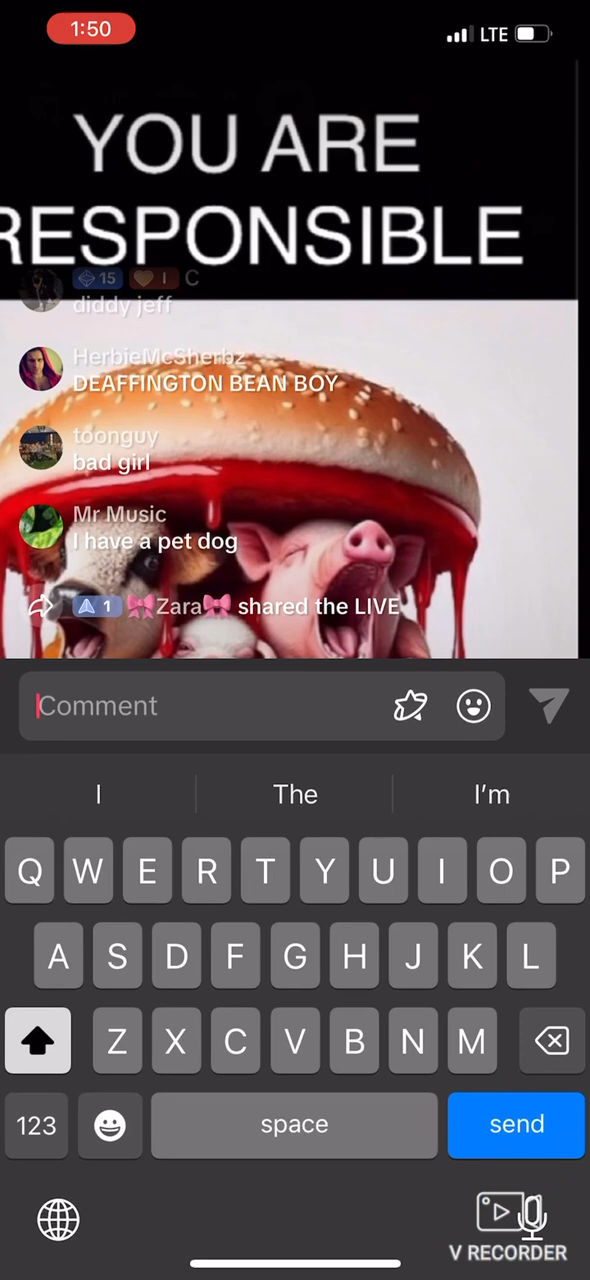 1:50
LTE
YOU ARE
RESPONSIBLE
15 I C
diddy jeff
HerbieMcSherbz
DEAFFINGTON BEAN BOY
toonguy
bad girl
Mr Music
I have a pet dog
1 🎀Zara🎀 shared the LIVE
Comment
I The I'm
Q W E R T Y U I O P
A S D F G H J K L
Z X C V B N M
123 space send
V RECORDER